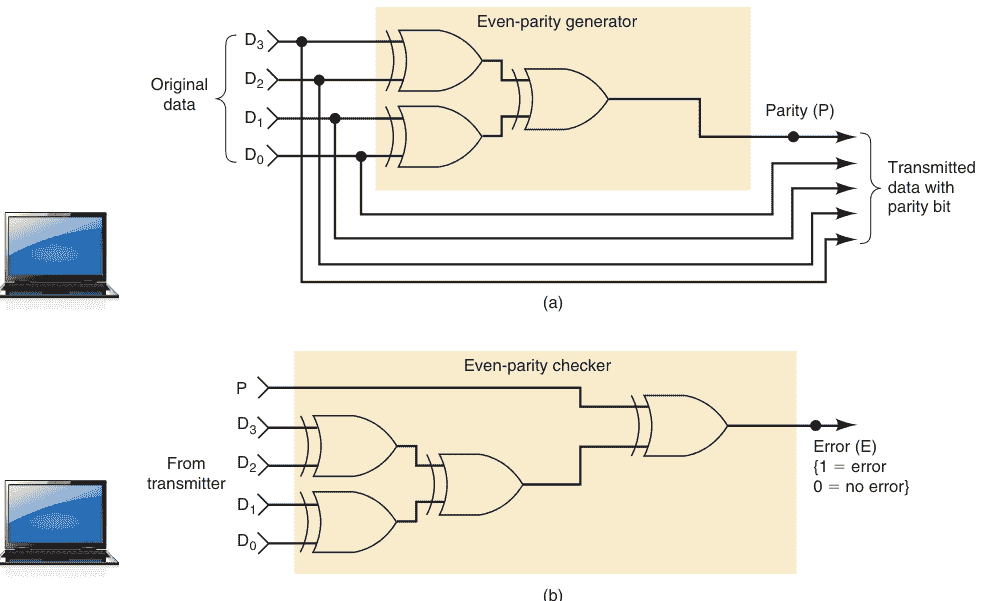 Even-parity generator
D3
D2
D1
D0
Original
data
Parity (P)
Transmitted
data with
parity bit
(a)
Even-parity checker
P
D3
D2
D1
D0
From
transmitter
Error (E)
{1 = error
0 = no error}
(b)